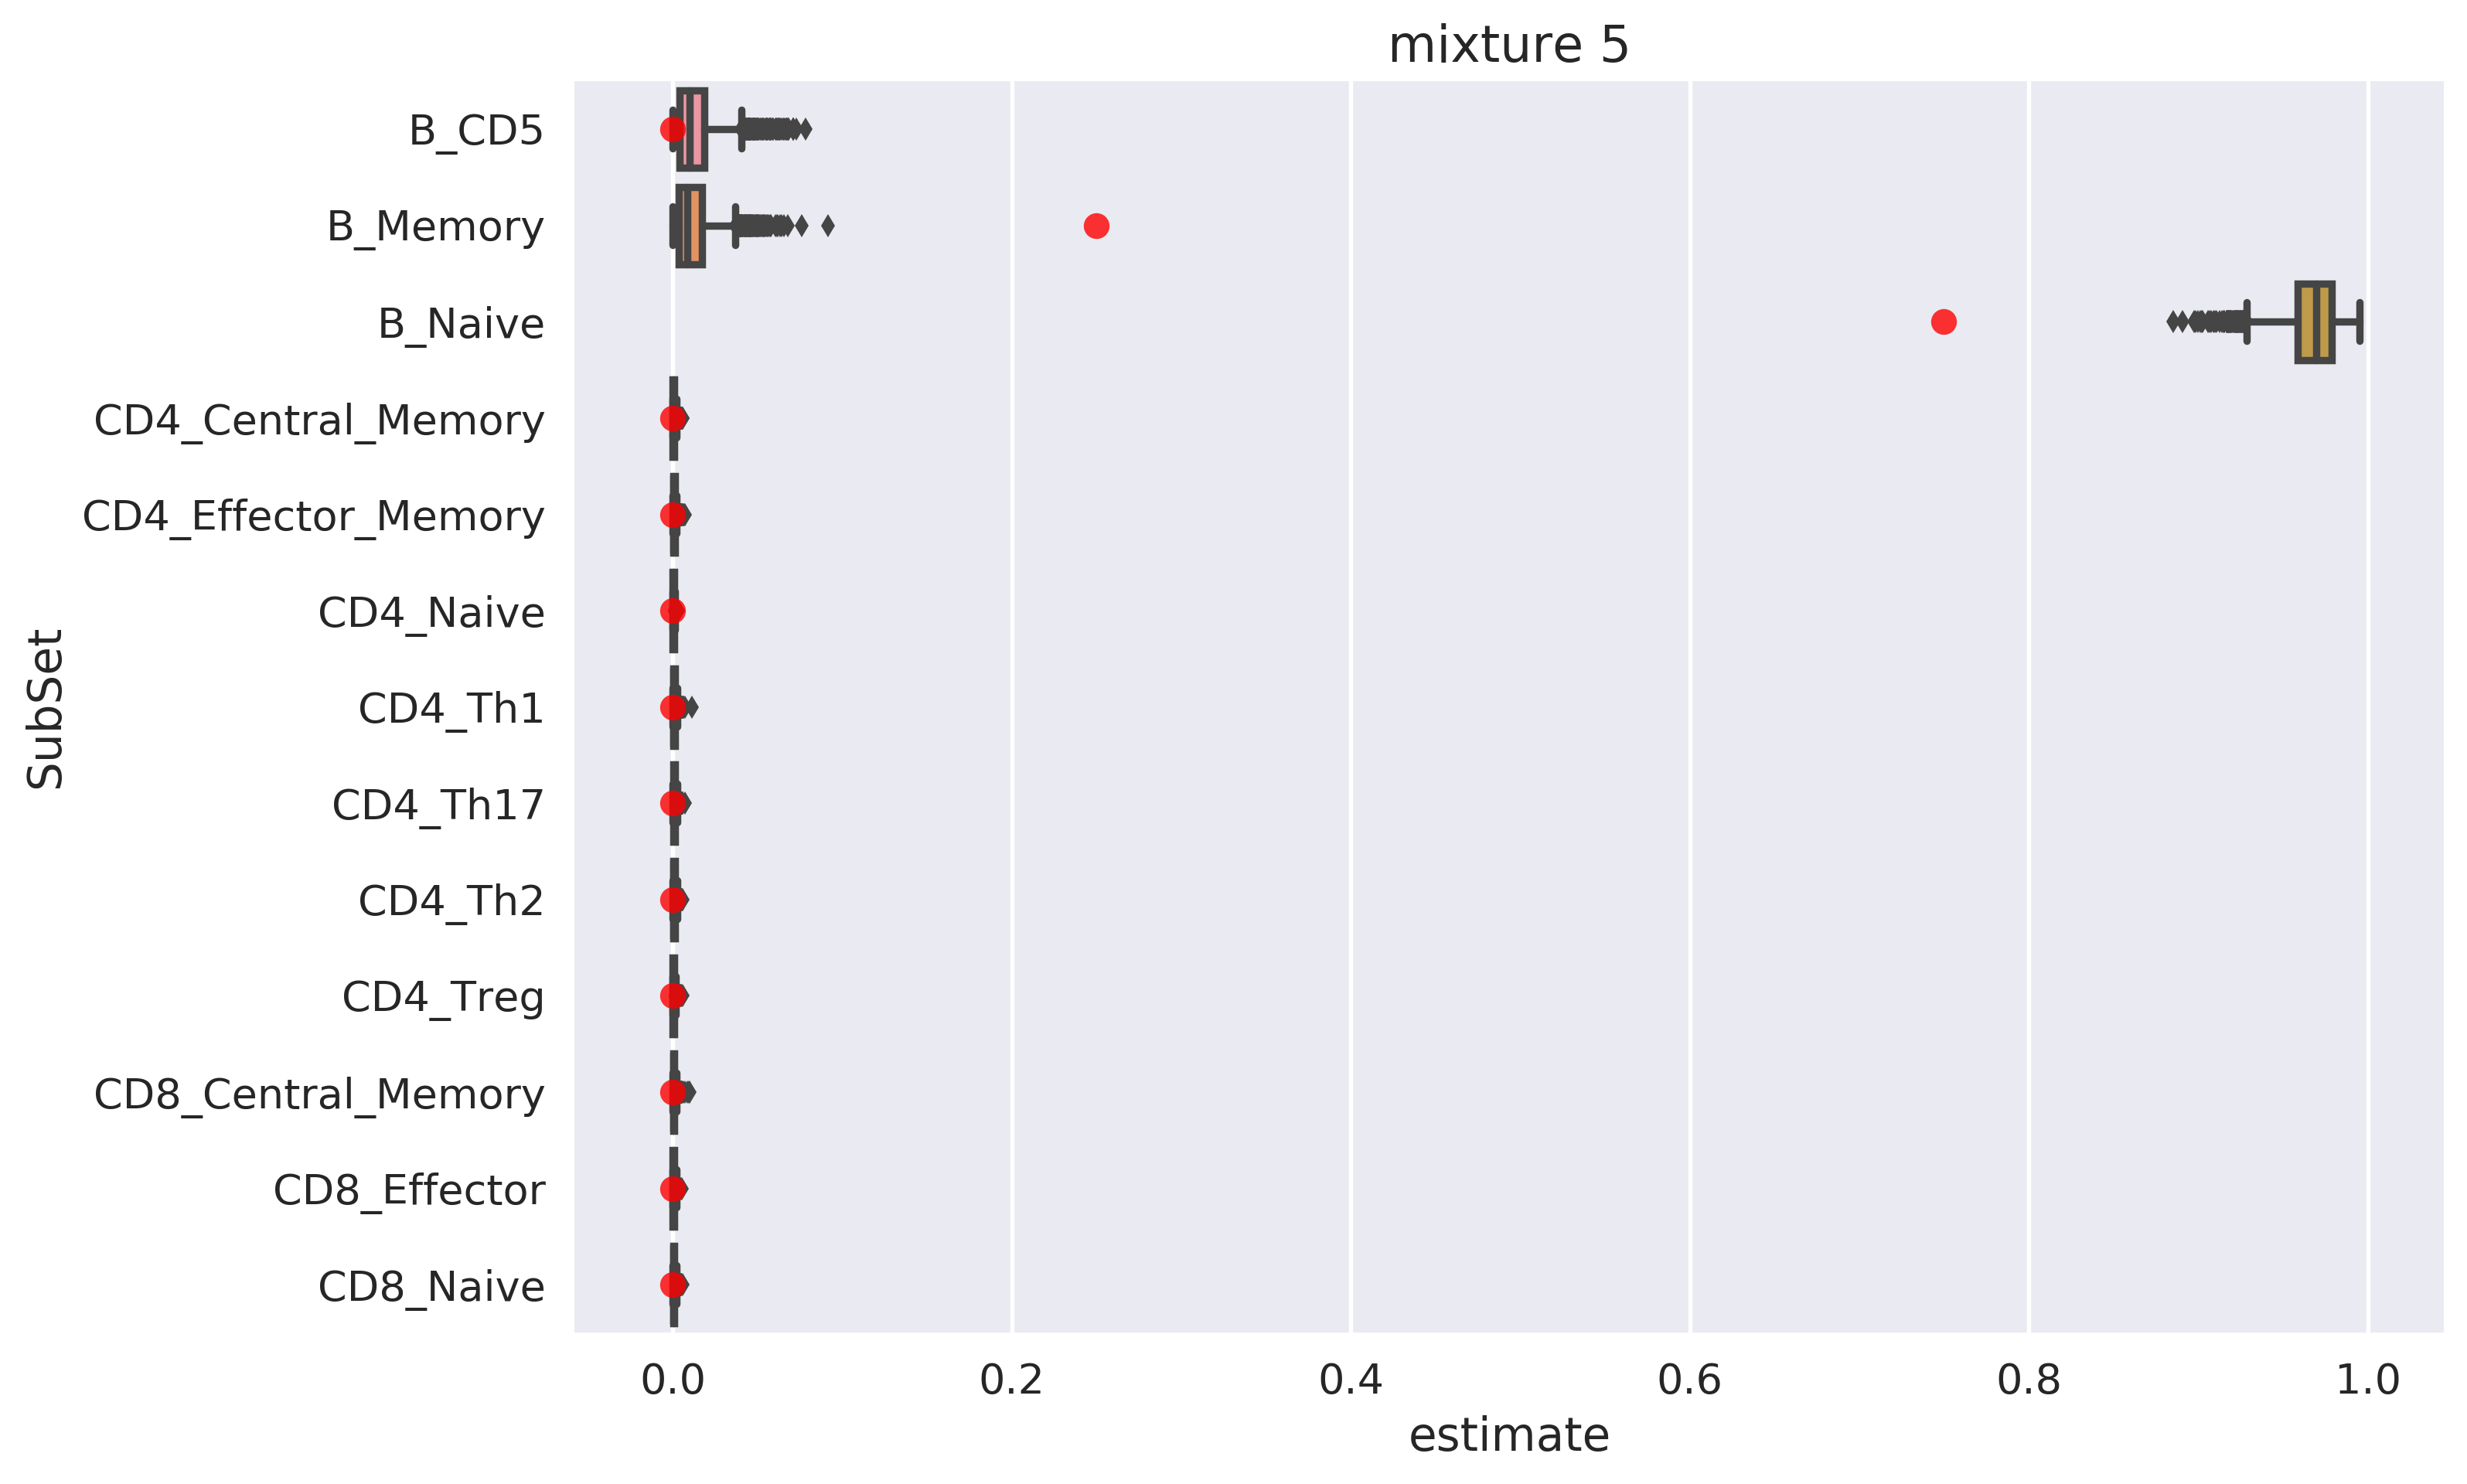 mixture 5
B_CD5
B_Memory
B_Naive
CD4_Central_Memory
CD4_Effector_Memory
CD4_Naive
CD4_Th1
CD4_Th17
CD4_Th2
CD4_Treg
CD8_Central_Memory
CD8_Effector
CD8_Naive
SubSet
0.0 0.2 0.4 0.6 0.8 1.0
estimate